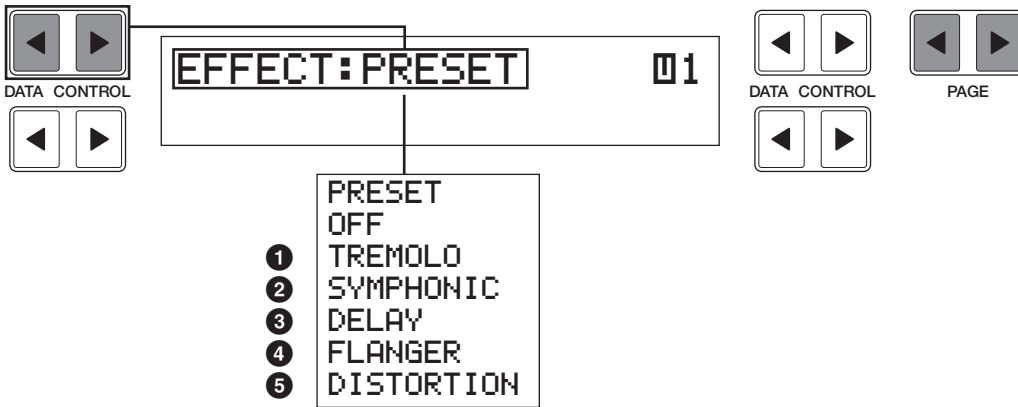 EFFECT:PRESET 1
DATA CONTROL
DATA CONTROL
PAGE
PRESET
OFF
1 TREMOLO
2 SYMPHONIC
3 DELAY
4 FLANGER
5 DISTORTION